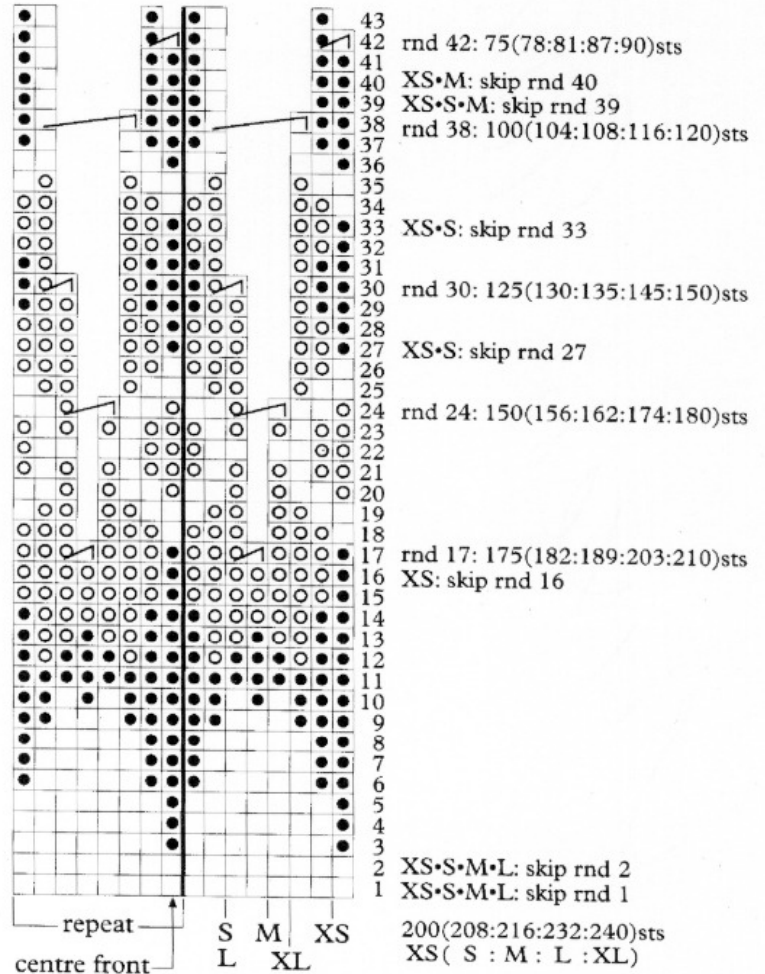 43
42 rnd 42: 75(78:81:87:90)sts
41
40 XS•M: skip rnd 40
39 XS•S•M: skip rnd 39
38 rnd 38: 100(104:108:116:120)sts
37
36
35
34
33 XS•S: skip rnd 33
32
31
30 rnd 30: 125(130:135:145:150)sts
29
28
27 XS•S: skip rnd 27
26
25
24 rnd 24: 150(156:162:174:180)sts
23
22
21
20
19
18
17 rnd 17: 175(182:189:203:210)sts
16 XS: skip rnd 16
15
14
13
12
11
10
9
8
7
6
5
4
3
2 XS•S•M•L: skip rnd 2
1 XS•S•M•L: skip rnd 1
repeat S M XS 200(208:216:232:240)sts
centre front L XL XS( S : M : L :XL)